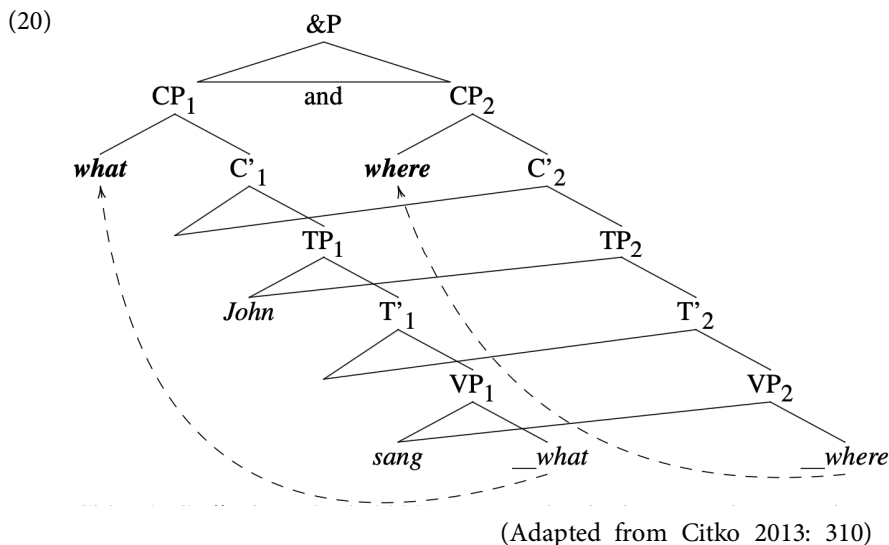 (20) &P
CP1 and CP2
what C’1 where C’2
TP1 TP2
John T’1 T’2
VP1 VP2
sang __what __where
(Adapted from Citko 2013: 310)